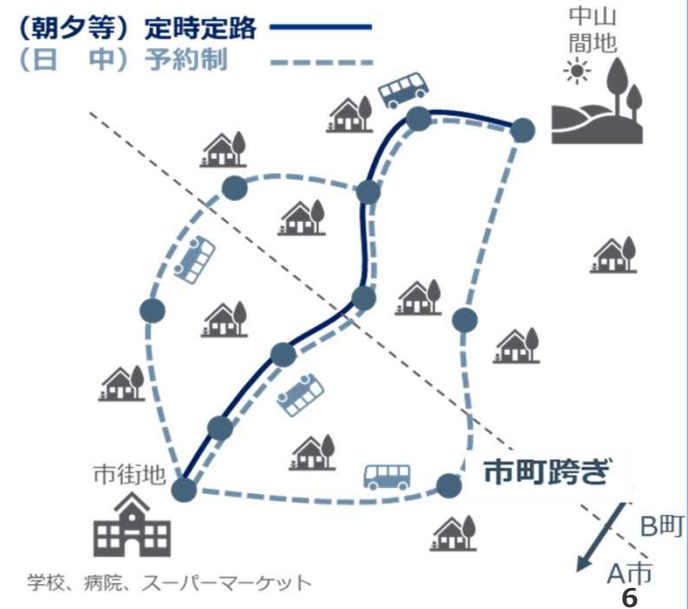 （朝夕等）定時定路
（日　中）予約制
中山
間地
市街地
市町跨ぎ
B町
A市
学校、病院、スーパーマーケット
6